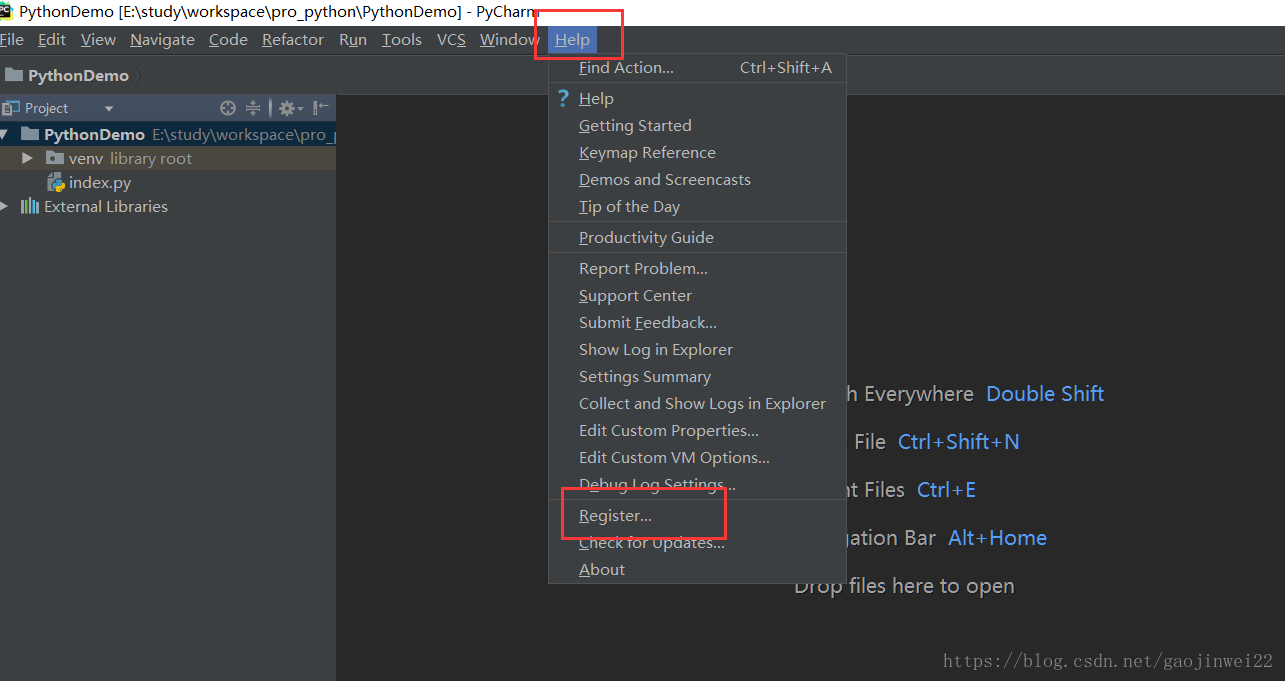 PythonDemo [E:\study\workspace\pro_python\PythonDemo] - PyCharm
File Edit View Navigate Code Refactor Run Tools VCS Window Help
PythonDemo
Project
PythonDemo E:\study\workspace\pro_
venv library root
index.py
External Libraries
Find Action... Ctrl+Shift+A
Help
Getting Started
Keymap Reference
Demos and Screencasts
Tip of the Day
Productivity Guide
Report Problem...
Support Center
Submit Feedback...
Show Log in Explorer
Settings Summary
Collect and Show Logs in Explorer
Edit Custom Properties...
Edit Custom VM Options...
Debug Log Settings...
Register...
Check for Updates...
About
h Everywhere Double Shift
File Ctrl+Shift+N
nt Files Ctrl+E
gation Bar Alt+Home
Drop files here to open
https://blog.csdn.net/gaojinwei22